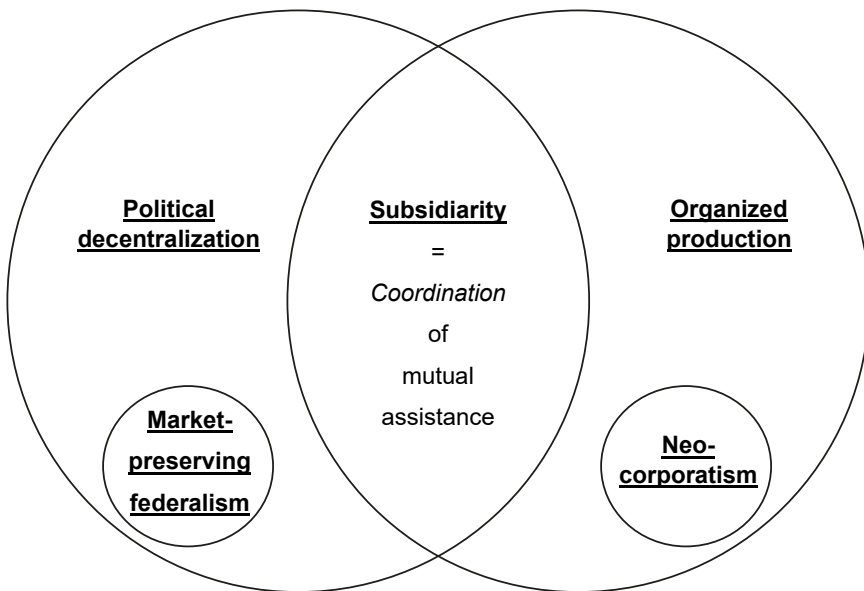 Political
decentralization
Subsidiarity
=
Coordination
of
mutual
assistance
Organized
production
Market-
preserving
federalism
Neo-
corporatism